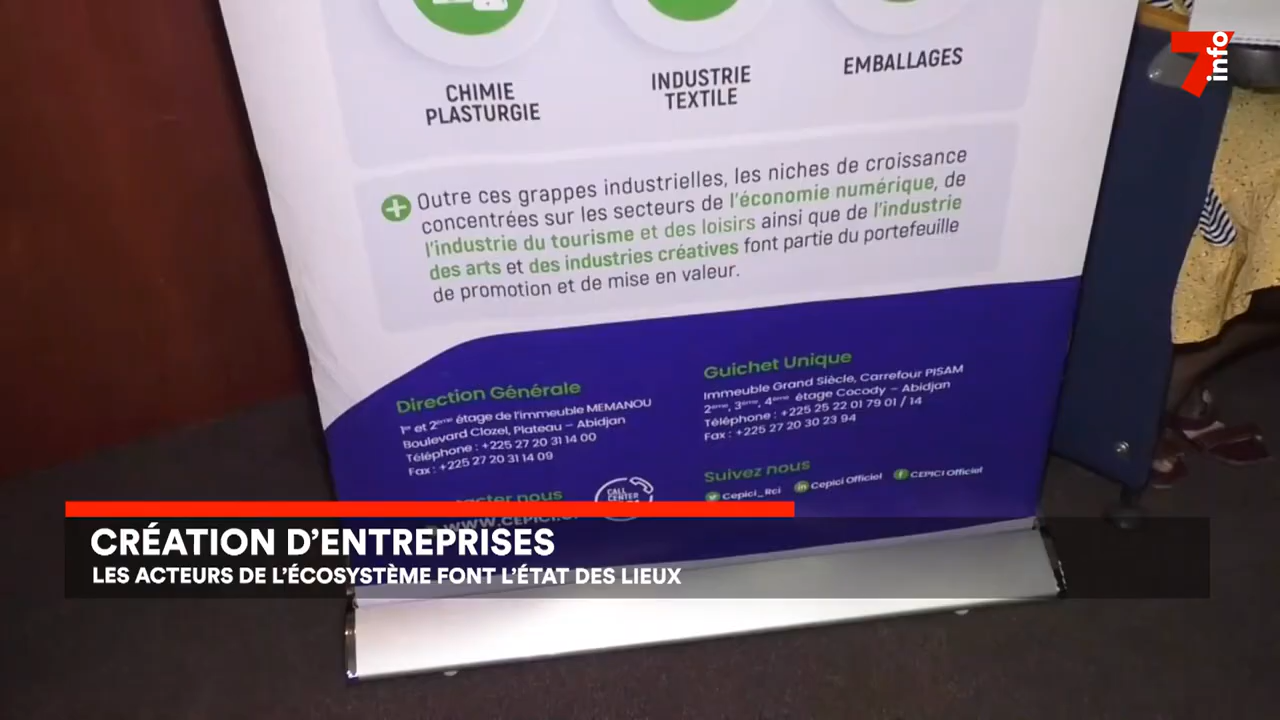 7 info
CHIMIE
PLASTURGIE
INDUSTRIE
TEXTILE
EMBALLAGES
Outre ces grappes industrielles, les niches de croissance
concentrées sur les secteurs de l'économie numérique, de
l'industrie du tourisme et des loisirs ainsi que de l'industrie
des arts et des industries créatives font partie du portefeuille
de promotion et de mise en valeur.
Direction Générale
1er et 2ème étage de l'immeuble MEMANOU
Boulevard Clozel, Plateau – Abidjan
Téléphone : +225 27 20 31 14 00
Fax : +225 27 20 31 14 09
Guichet Unique
Immeuble Grand Siècle, Carrefour PISAM
2ème, 3ème, 4ème étage Cocody – Abidjan
Téléphone : +225 25 22 01 79 01 / 14
Fax : +225 27 20 30 23 94
Suivez nous
Cepici_Rci Cepici Officiel CEPICI Officiel
nous
CALL
CENTER
WWW.CEPICI.
CRÉATION D'ENTREPRISES
LES ACTEURS DE L'ÉCOSYSTÈME FONT L'ÉTAT DES LIEUX